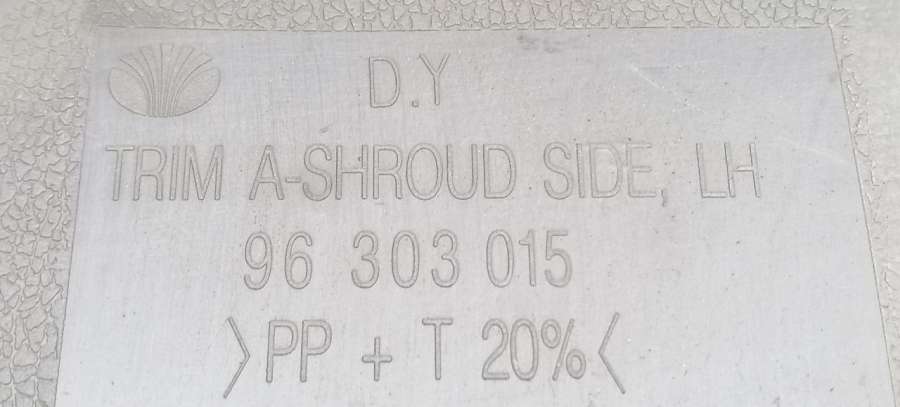 D.Y
TRIM A-SHROUD SIDE, LH
96 303 015
>PP + T 20%<